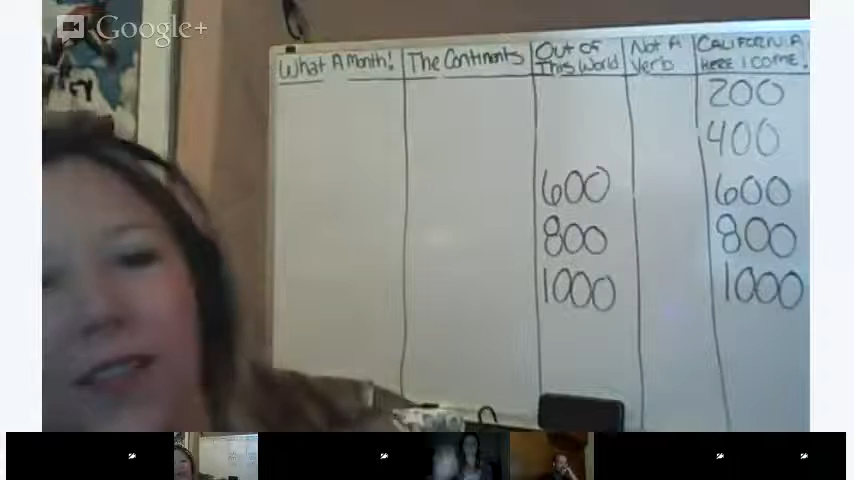 Google+
What A Month!
The Continents
Out Of
This World
Not A
Verb
CALIFORNIA
HERE I COME!
200
400
600
600
800
800
1000
1000